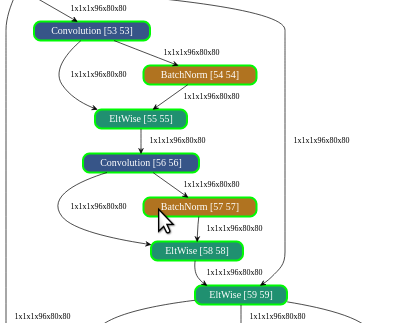 1x1x1x96x80x80
Convolution [53 53]
1x1x1x96x80x80
1x1x1x96x80x80
BatchNorm [54 54]
1x1x1x96x80x80
EltWise [55 55]
1x1x1x96x80x80
1x1x1x96x80x80
Convolution [56 56]
1x1x1x96x80x80
1x1x1x96x80x80
BatchNorm [57 57]
1x1x1x96x80x80
EltWise [58 58]
1x1x1x96x80x80
EltWise [59 59]
1x1x1x96x80x80
1x1x1x96x80x80